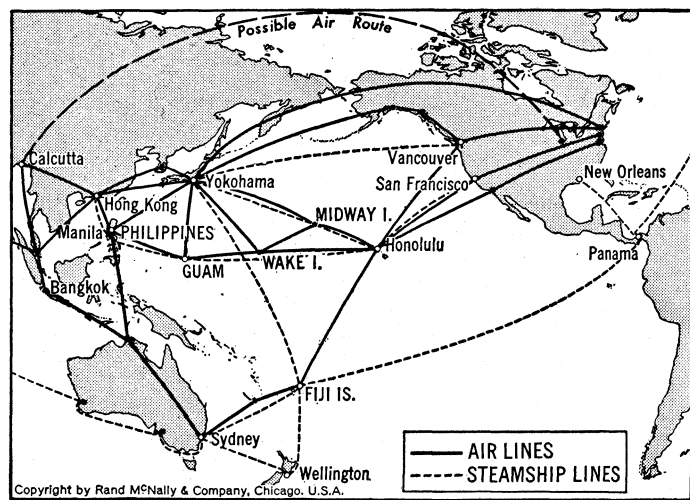 Possible Air Route
Calcutta
Vancouver
Yokohama
San Francisco
New Orleans
Hong Kong
MIDWAY I.
Manila
PHILIPPINES
Honolulu
Panama
GUAM
WAKE I.
Bangkok
FIJI IS.
Sydney
Wellington
AIR LINES
STEAMSHIP LINES
Copyright by Rand McNally & Company, Chicago. U.S.A.